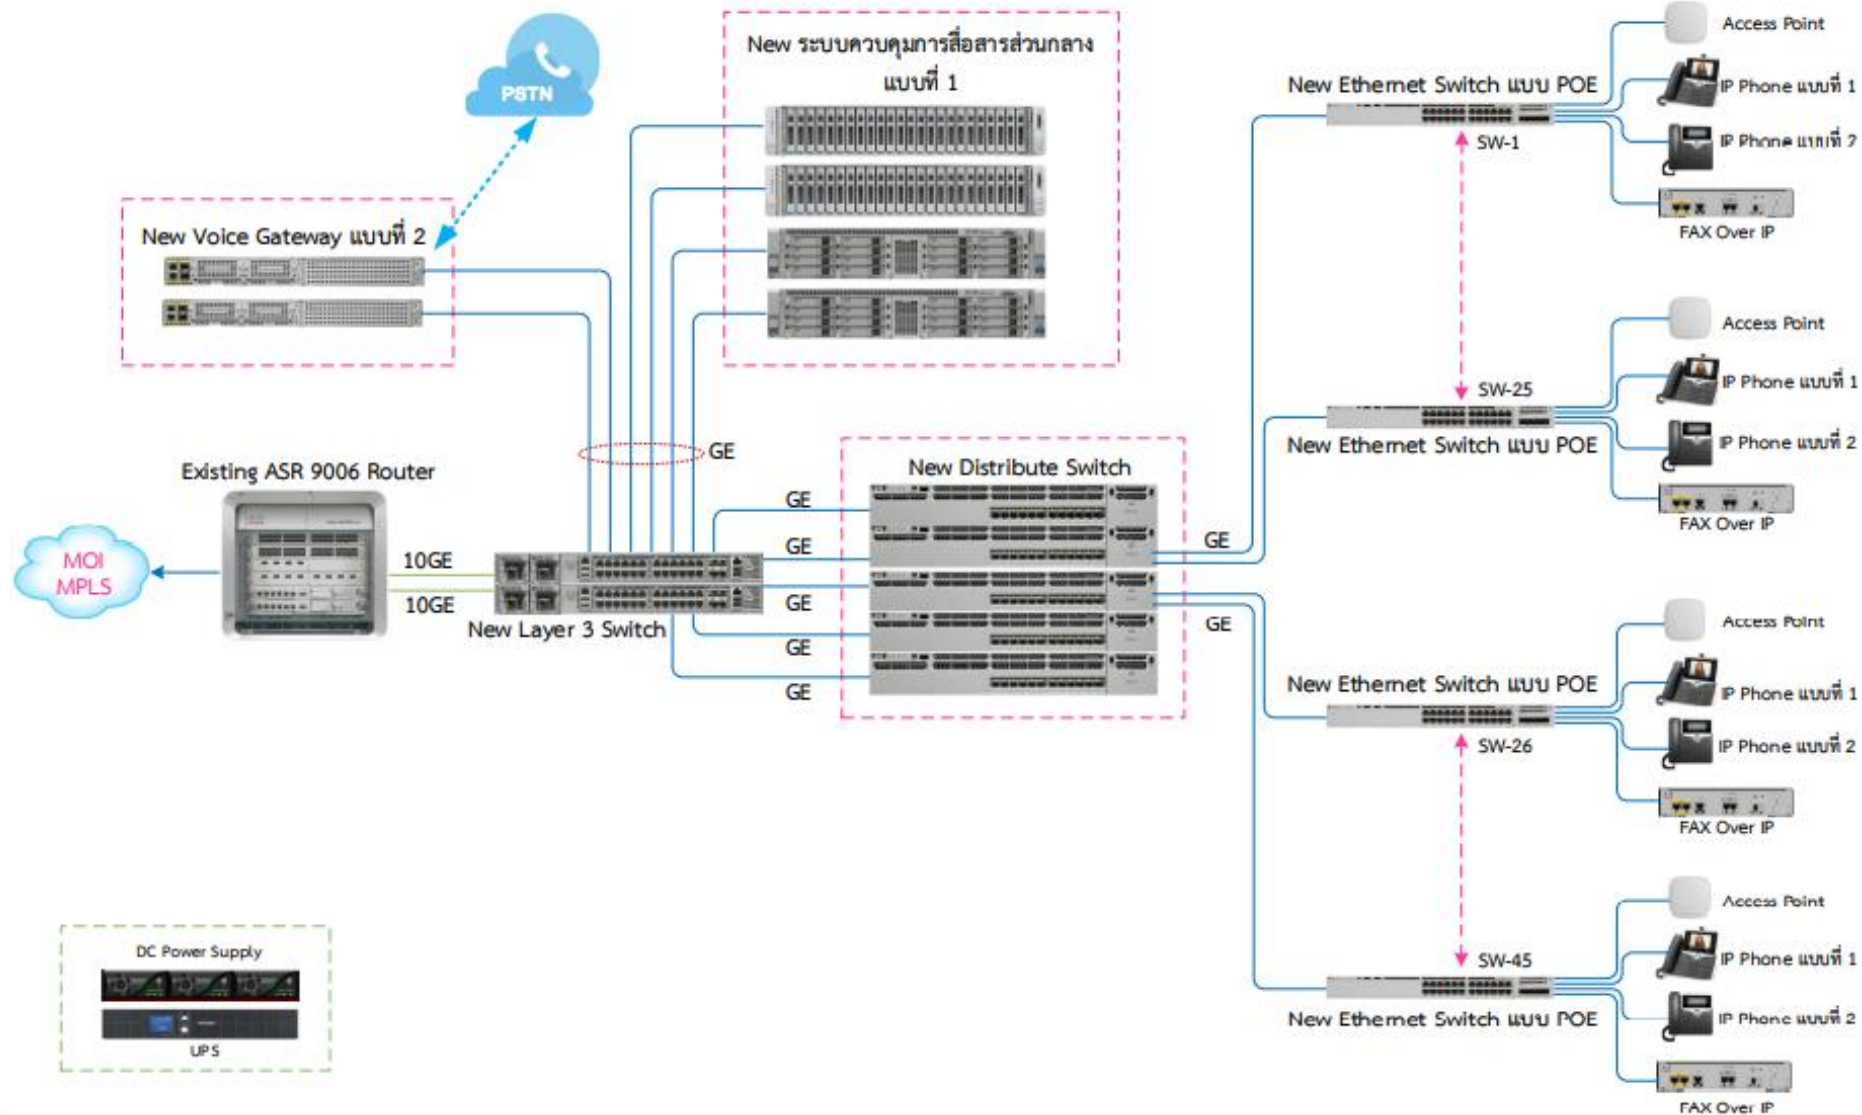 PSTN
New ระบบควบคุมการสื่อสารส่วนกลาง
แบบที่ 1
New Voice Gateway แบบที่ 2
GE
Existing ASR 9006 Router
MOI
MPLS
10GE
10GE
New Layer 3 Switch
GE
GE
GE
GE
GE
New Distribute Switch
GE
GE
New Ethernet Switch แบบ POE
SW-1
Access Point
IP Phone แบบที่ 1
IP Phone แบบที่ 2
FAX Over IP
SW-25
New Ethernet Switch แบบ POE
Access Point
IP Phone แบบที่ 1
IP Phone แบบที่ 2
FAX Over IP
New Ethernet Switch แบบ POE
SW-26
Access Point
IP Phone แบบที่ 1
IP Phone แบบที่ 2
FAX Over IP
SW-45
New Ethernet Switch แบบ POE
Access Point
IP Phone แบบที่ 1
IP Phone แบบที่ 2
FAX Over IP
DC Power Supply
UPS